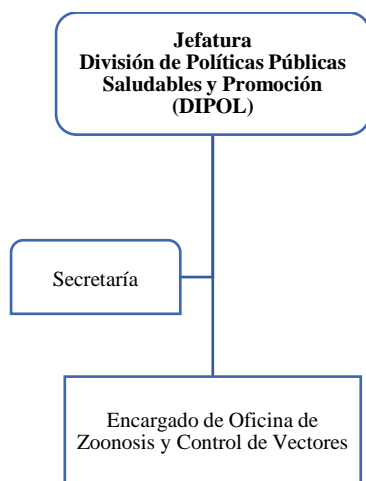 Jefatura
División de Políticas Públicas
Saludables y Promoción
(DIPOL)
Secretaría
Encargado de Oficina de
Zoonosis y Control de Vectores